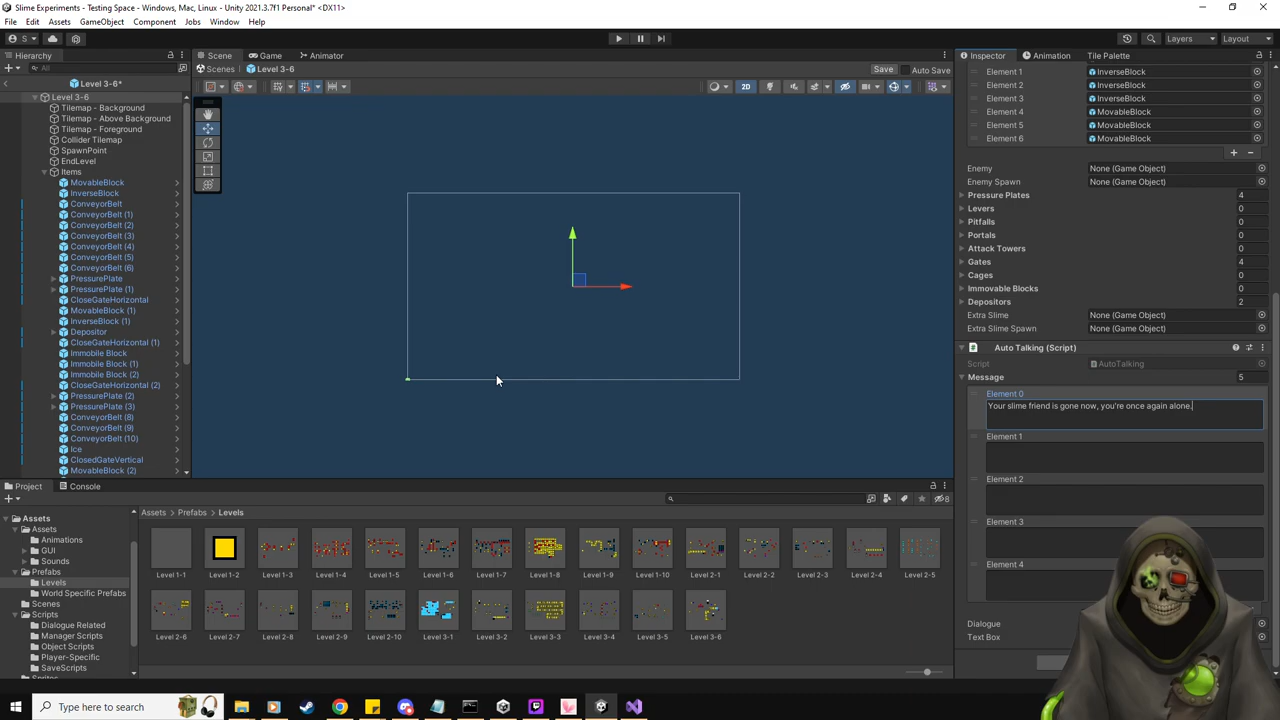 Slime Experiments - Testing Space - Windows, Mac, Linux - Unity 2021.3.7f1 Personal* <DX11>
File Edit Assets GameObject Component Jobs Window Help
S Layers Layout
Hierarchy Scene Game Animator Inspector Animation Tile Palette
All Scenes Level 3-6 Save Auto Save
Level 3-6*
2D
Level 3-6
Tilemap - Background
Tilemap - Above Background
Tilemap - Foreground
Collider Tilemap
SpawnPoint
EndLevel
Items
MovableBlock
InverseBlock
ConveyorBelt
ConveyorBelt (1)
ConveyorBelt (2)
ConveyorBelt (3)
ConveyorBelt (4)
ConveyorBelt (5)
ConveyorBelt (6)
PressurePlate
PressurePlate (1)
CloseGateHorizontal
MovableBlock (1)
InverseBlock (1)
Depositor
CloseGateHorizontal (1)
Immobile Block
Immobile Block (1)
Immobile Block (2)
CloseGateHorizontal (2)
PressurePlate (2)
PressurePlate (3)
ConveyorBelt (8)
ConveyorBelt (9)
ConveyorBelt (10)
Ice
ClosedGateVertical
MovableBlock (2)
Element 1 InverseBlock
Element 2 InverseBlock
Element 3 InverseBlock
Element 4 MovableBlock
Element 5 MovableBlock
Element 6 MovableBlock
Enemy None (Game Object)
Enemy Spawn None (Game Object)
Pressure Plates 4
Levers 0
Pitfalls 0
Portals 0
Attack Towers 0
Gates 4
Cages 0
Immovable Blocks 0
Depositors 2
Extra Slime None (Game Object)
Extra Slime Spawn None (Game Object)
Auto Talking (Script)
Script AutoTalking
Message 5
Element 0
Your slime friend is gone now, you're once again alone.
Element 1
Element 2
Element 3
Element 4
Dialogue
Text Box
Project Console
8
Assets
Assets
Animations
GUI
Sounds
Prefabs
Levels
World Specific Prefabs
Scenes
Scripts
Dialogue Related
Manager Scripts
Object Scripts
Player-Specific
SaveScripts
Assets Prefabs Levels
Level 1-1 Level 1-2 Level 1-3 Level 1-4 Level 1-5 Level 1-6 Level 1-7 Level 1-8 Level 1-9 Level 1-10 Level 2-1 Level 2-2 Level 2-3 Level 2-4 Level 2-5
Level 2-6 Level 2-7 Level 2-8 Level 2-9 Level 2-10 Level 3-1 Level 3-2 Level 3-3 Level 3-4 Level 3-5 Level 3-6
Type here to search